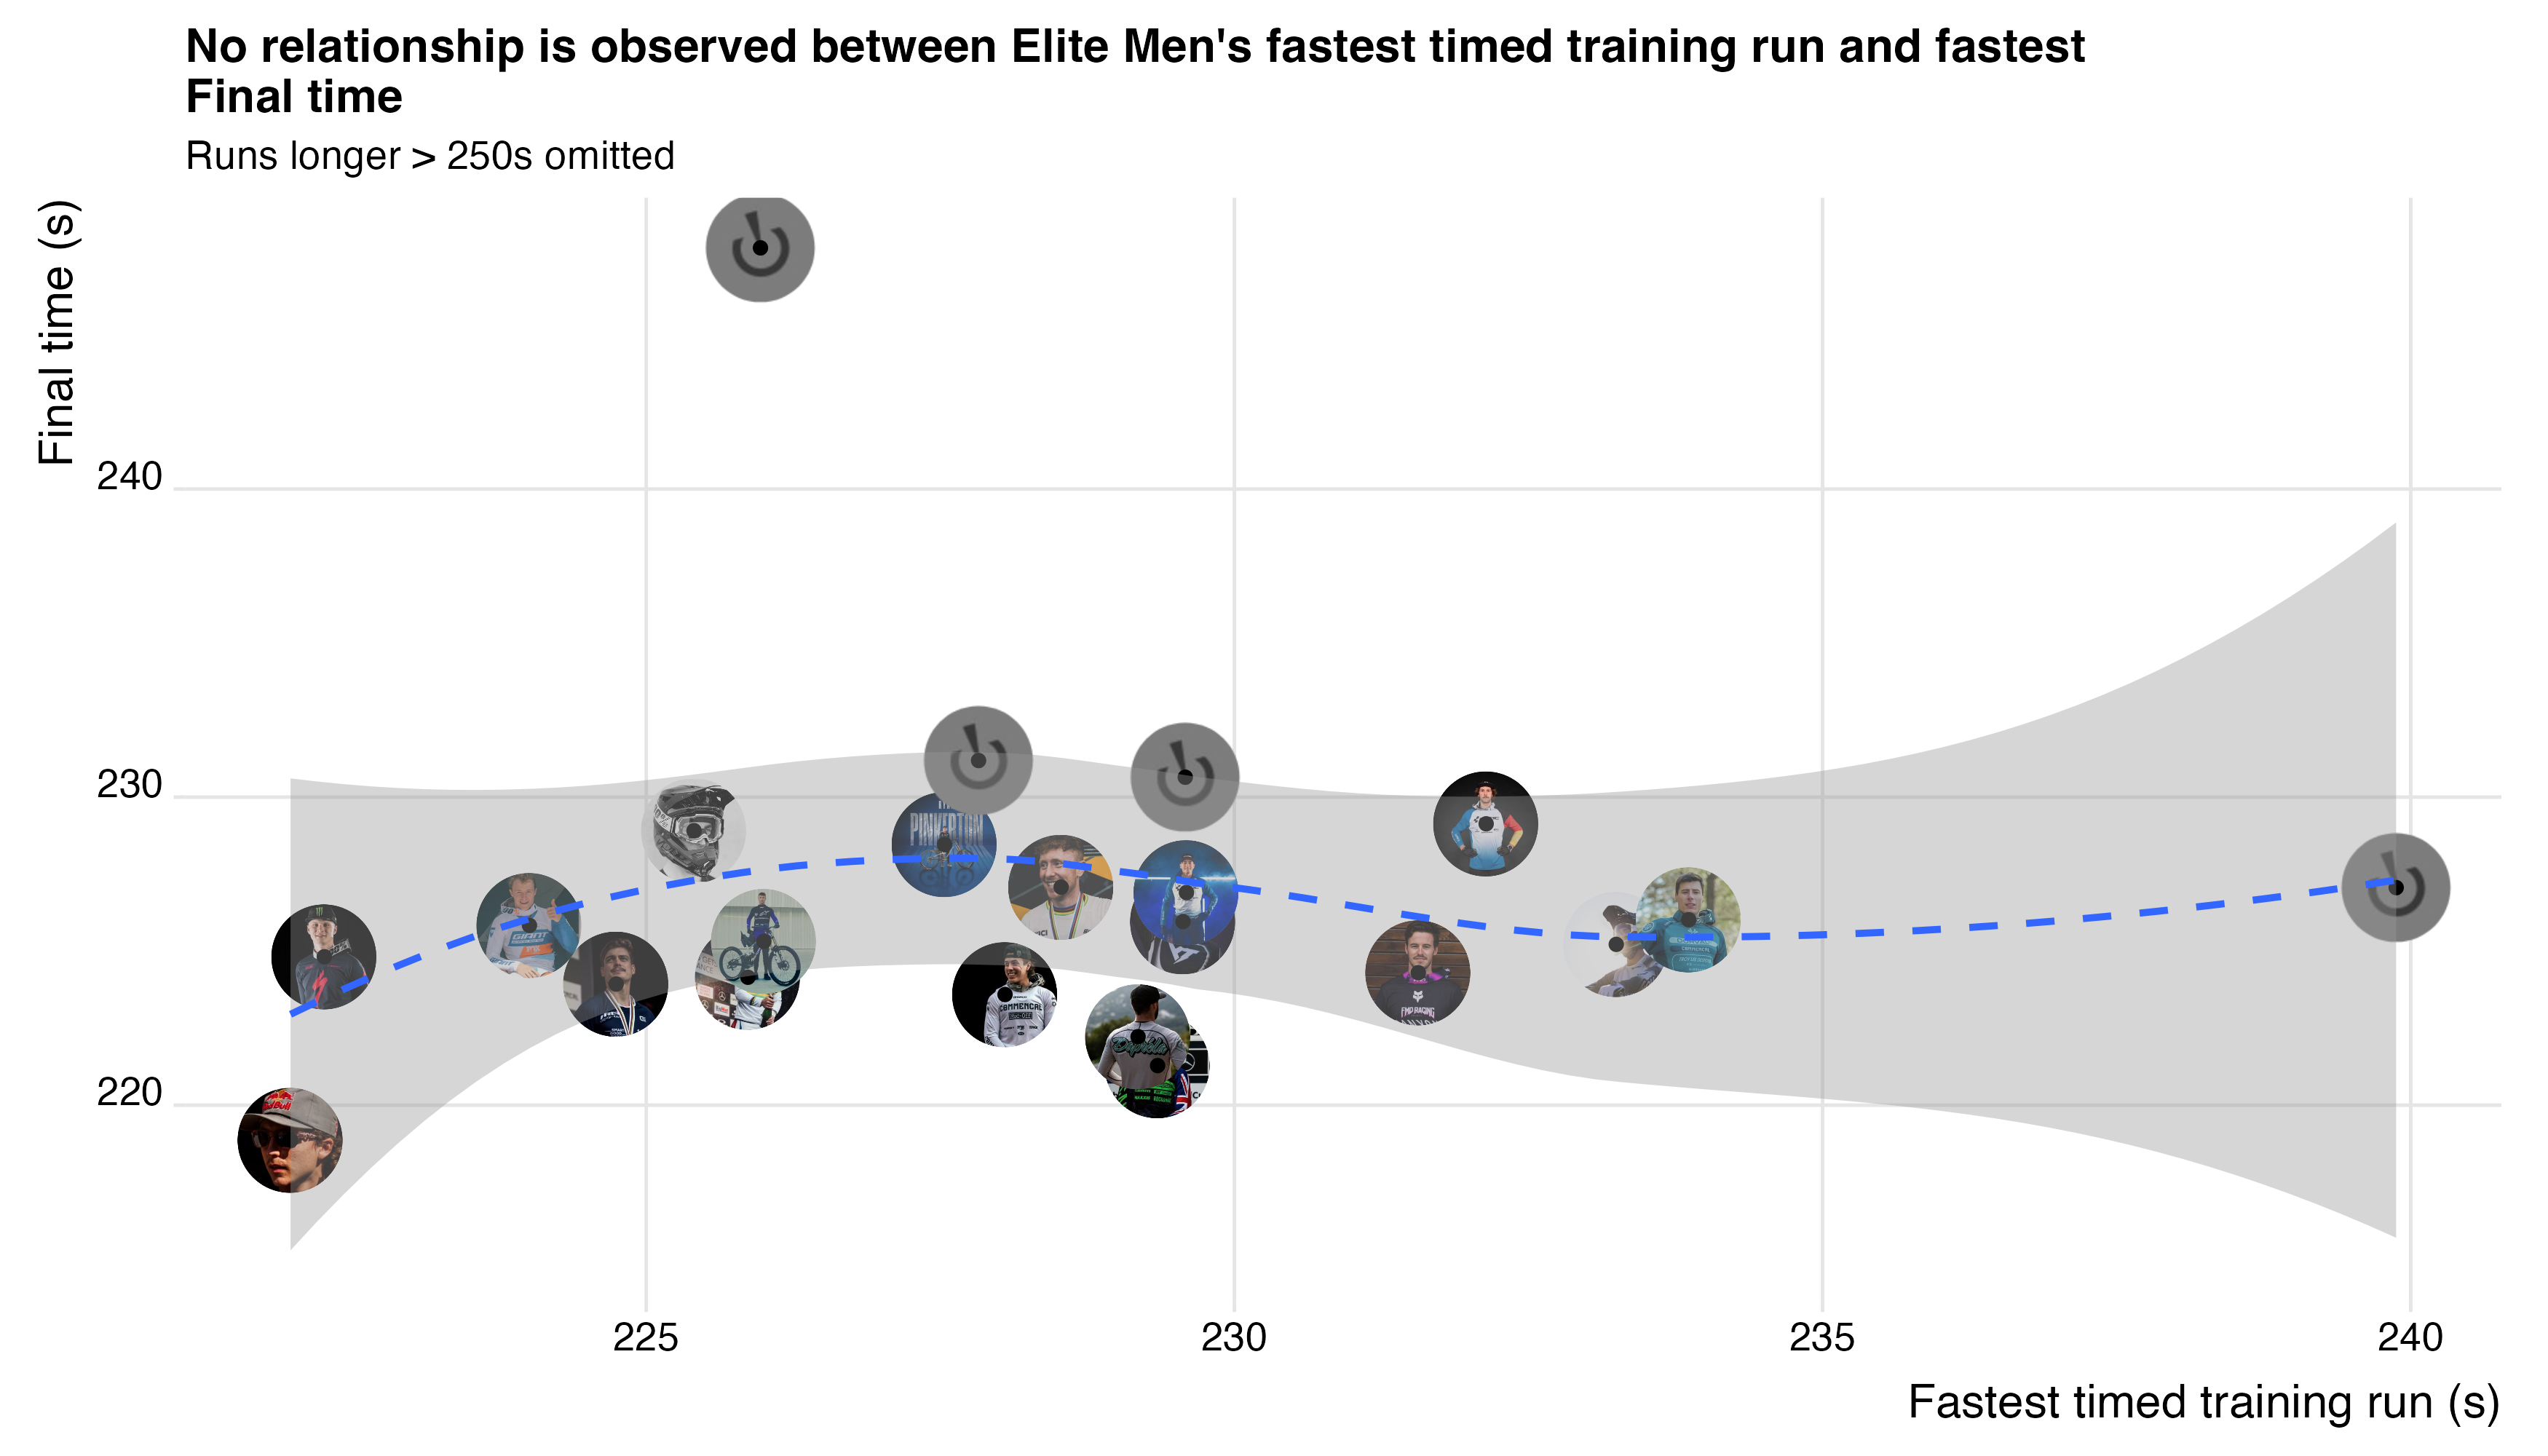 No relationship is observed between Elite Men's fastest timed training run and fastest
Final time
Runs longer > 250s omitted
Final time (s)
240
230
220
PINKERTON
GIANT
COMMENCAL
FMD RACING
225
230
235
240
Fastest timed training run (s)